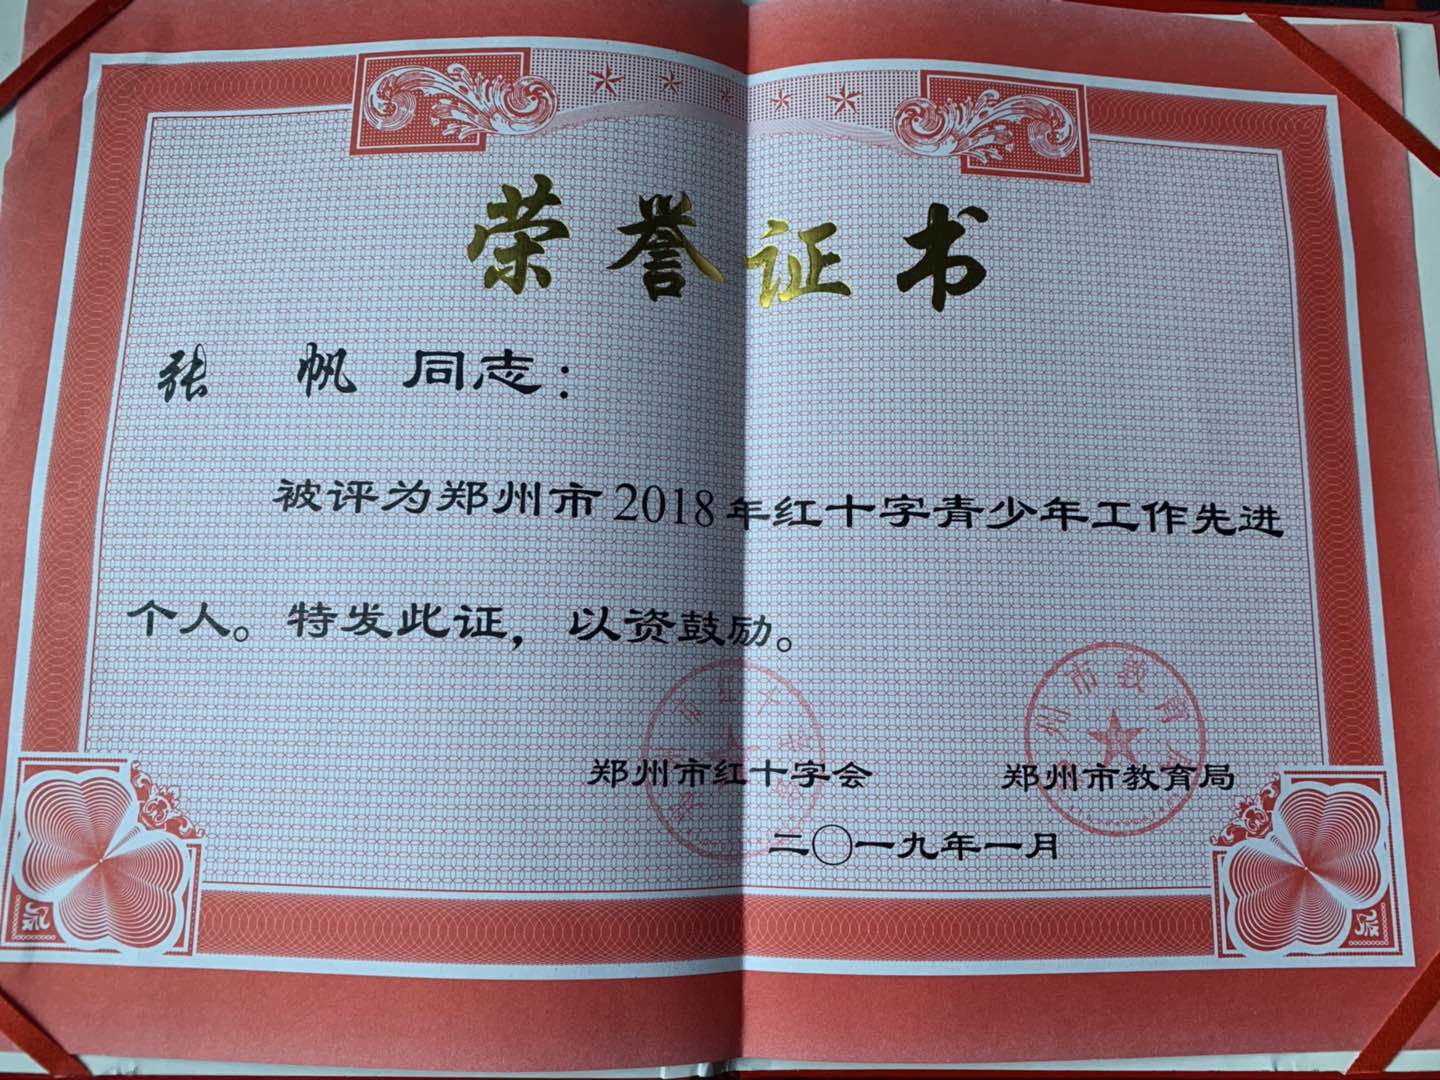 荣誉证书
张 帆 同志：
被评为郑州市2018年红十字青少年工作先进
个人。特发此证，以资鼓励。
郑州市红十字会 郑州市教育局
二〇一九年一月